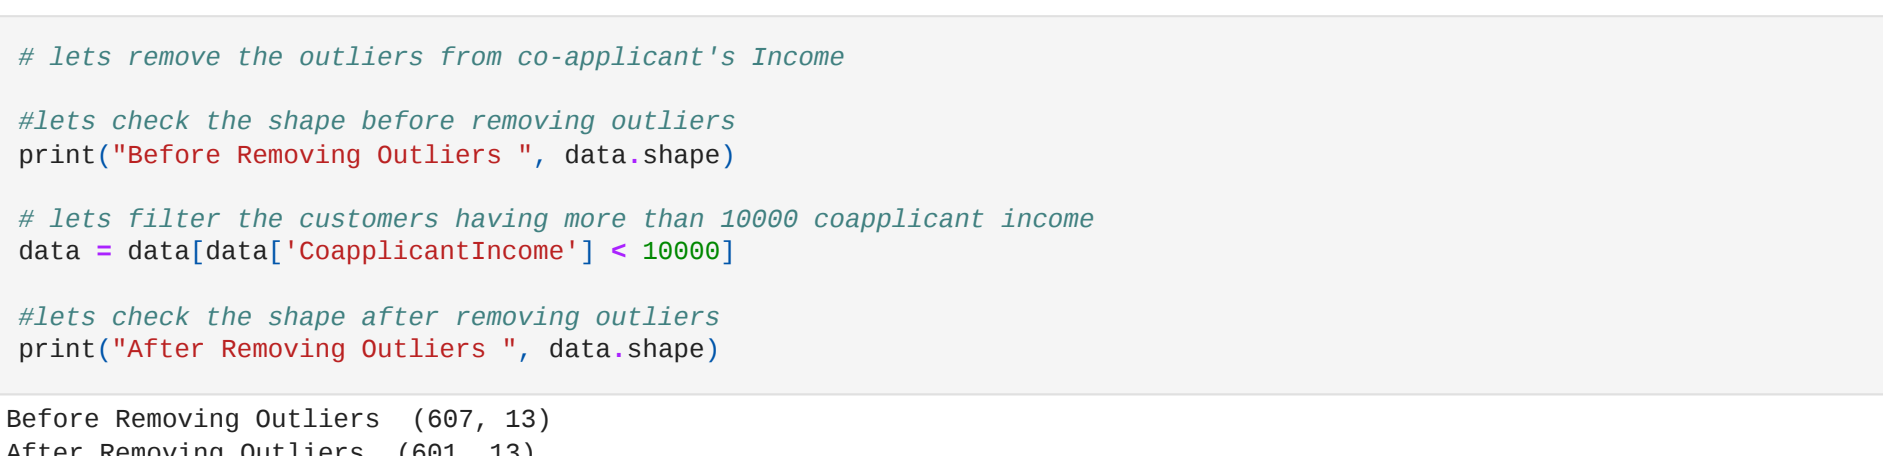 # lets remove the outliers from co-applicant's Income
#lets check the shape before removing outliers
print("Before Removing Outliers ", data.shape)
# lets filter the customers having more than 10000 coapplicant income
data = data[data['CoapplicantIncome'] < 10000]
#lets check the shape after removing outliers
print("After Removing Outliers ", data.shape)
Before Removing Outliers  (607, 13)
After Removing Outliers  (601, 13)